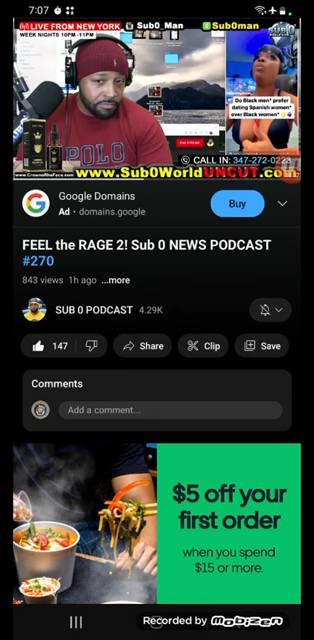 7:07
LIVE FROM NEW YORK
Sub0_Man
Sub0man
WEEK NIGHTS 10PM -11PM
SUB
Do Black men* prefer
dating Spanish women*
over Black women*
POLO
CALL IN: 347-272-0223
www.CrownoftheFace.com
www.Sub0WorldUNCUT.com
G
Google Domains
Ad • domains.google
Buy
FEEL the RAGE 2! Sub 0 NEWS PODCAST
#270
843 views 1h ago ...more
SUB 0 PODCAST 4.29K
147
Share
Clip
Save
Comments
Add a comment...
$5 off your
first order
when you spend
$15 or more.
Recorded by Mobizen